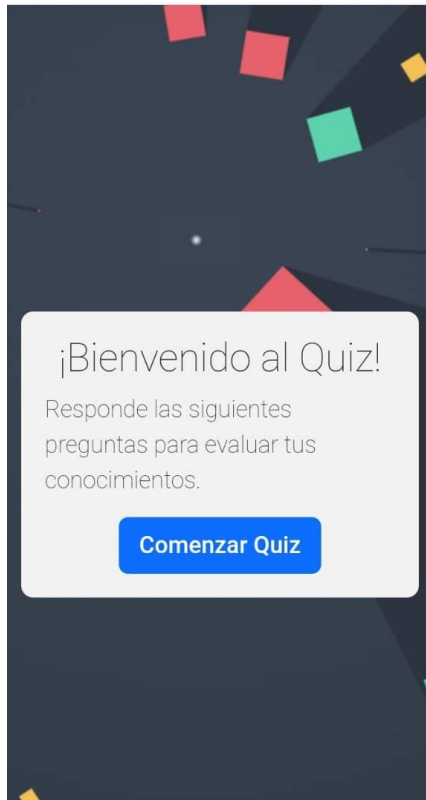 ¡Bienvenido al Quiz!
Responde las siguientes
preguntas para evaluar tus
conocimientos.
Comenzar Quiz